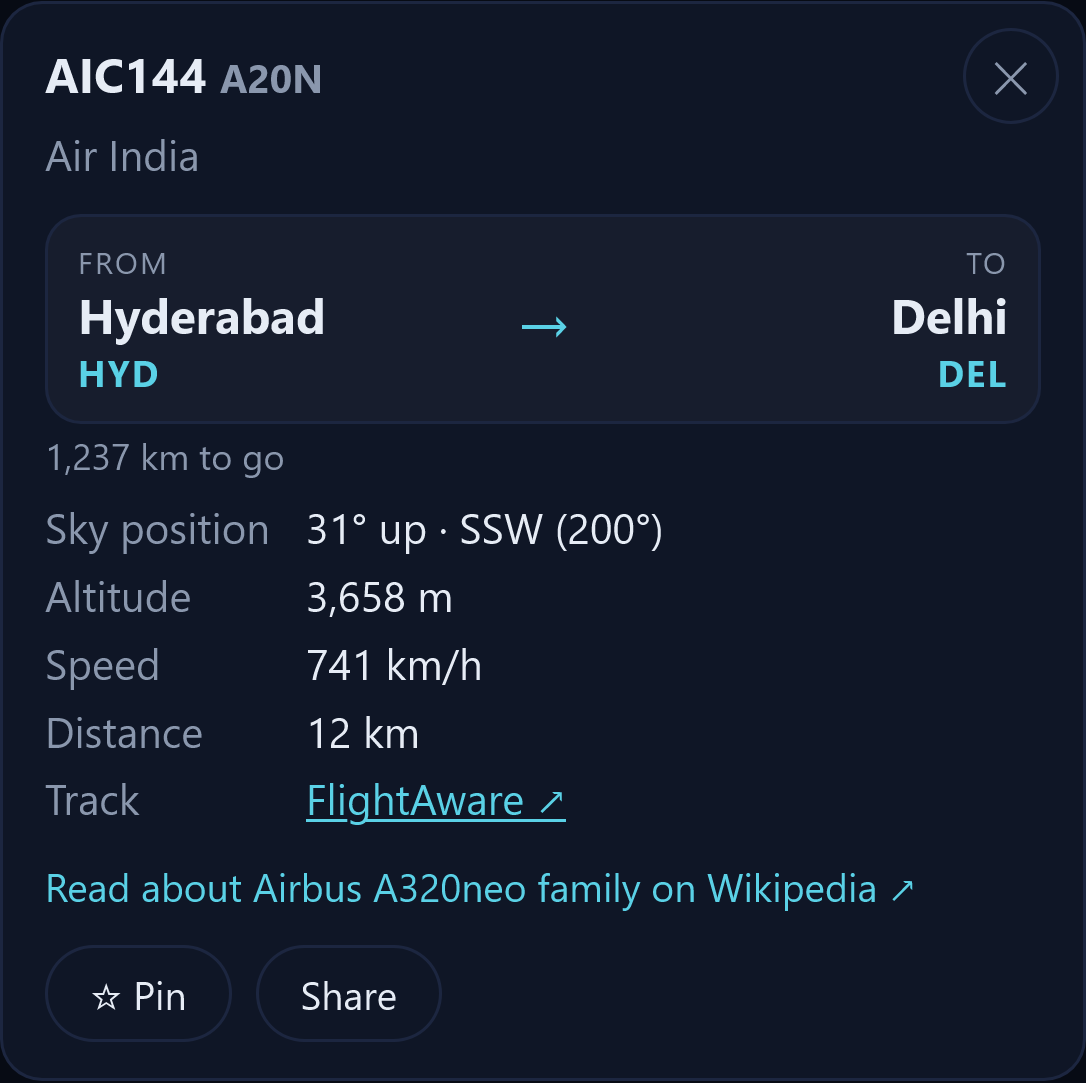 AIC144 A20N
Air India
FROM TO
Hyderabad → Delhi
HYD DEL
1,237 km to go
Sky position 31° up · SSW (200°)
Altitude 3,658 m
Speed 741 km/h
Distance 12 km
Track FlightAware ↗
Read about Airbus A320neo family on Wikipedia ↗
☆ Pin Share